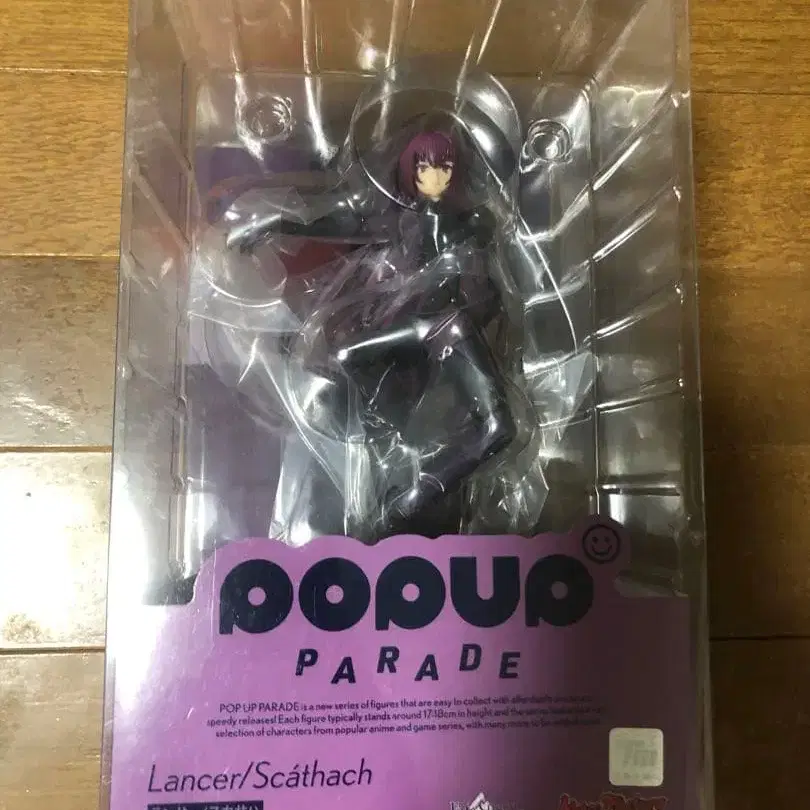 POPUP
PARADE
POP UP PARADE is a new series of figures that are easy to collect with affordable prices and
speedy releases! Each figure typically stands around 17-18cm in height and the series features a
selection of characters from popular anime and game series, with many more to be
Lancer/Scáthach